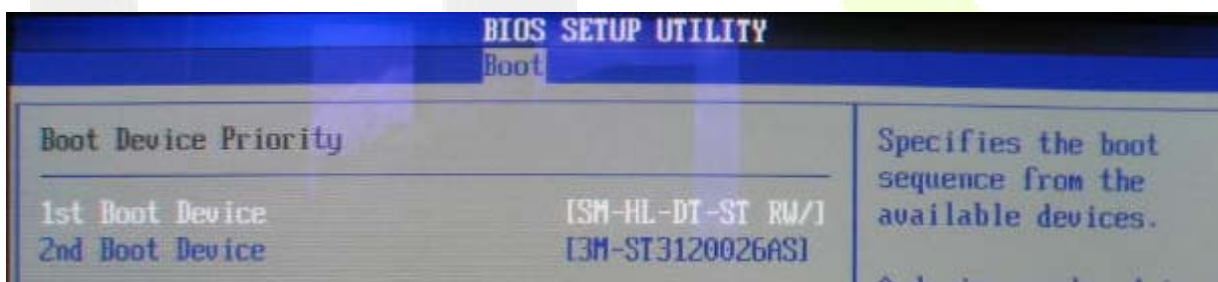 BIOS SETUP UTILITY
Boot
Boot Device Priority
1st Boot Device [SM-HL-DT-ST RW/]
2nd Boot Device [3M-ST3120026AS]
Specifies the boot
sequence from the
available devices.